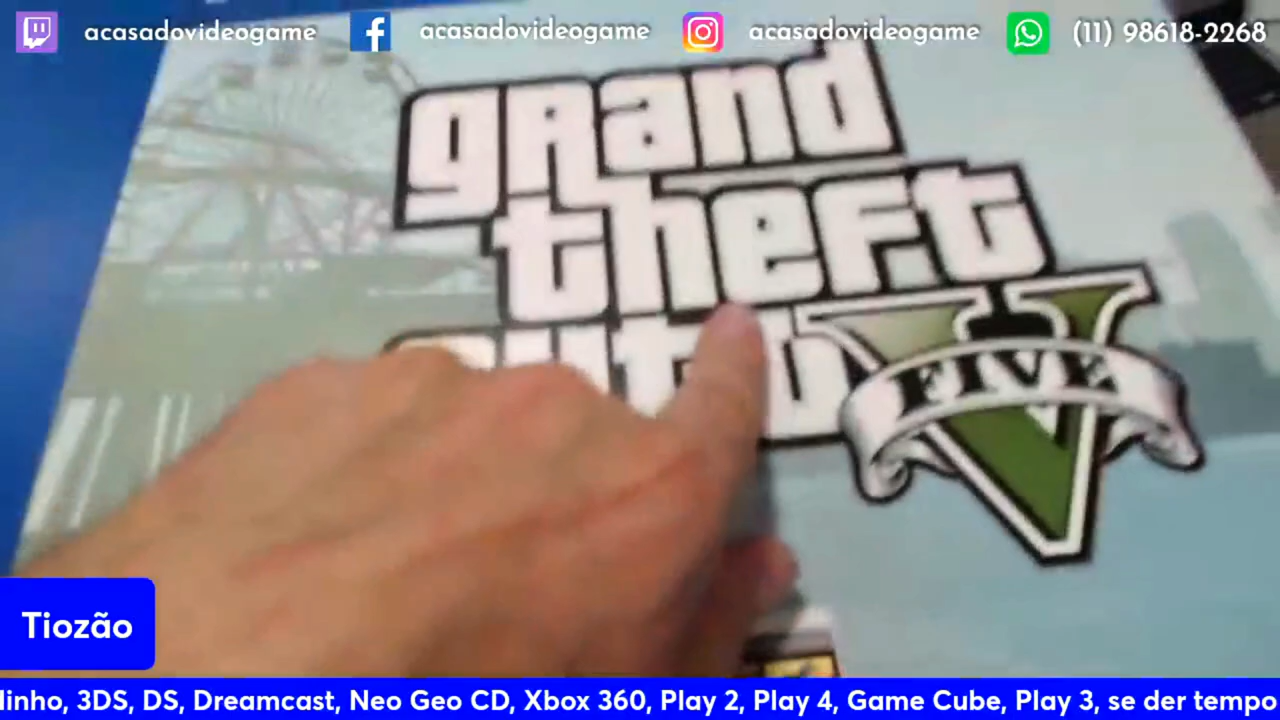 acasadovideogame acasadovideogame acasadovideogame (11) 98618-2268
grand
theft
auto
FIVE
Tiozão
linho, 3DS, DS, Dreamcast, Neo Geo CD, Xbox 360, Play 2, Play 4, Game Cube, Play 3, se der tempo